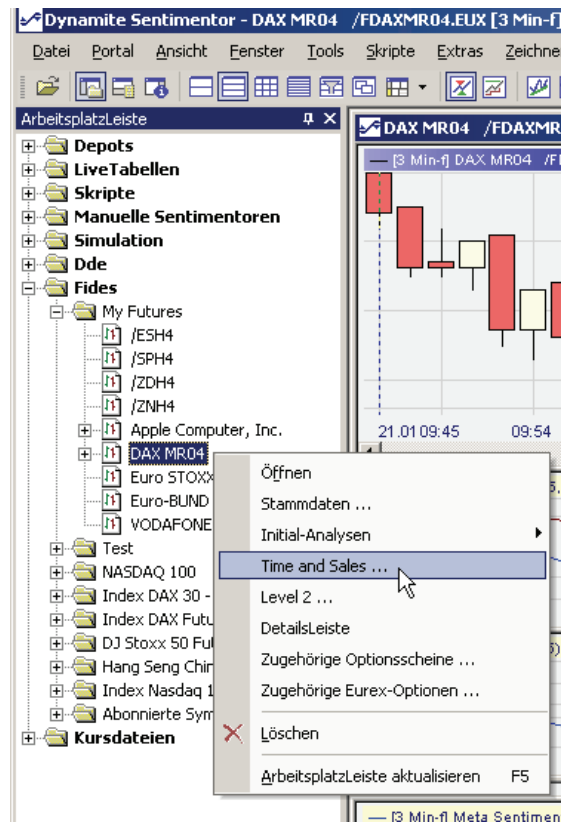 Dynamite Sentimentor - DAX MR04 /FDAXMR04.EUX [3 Min-f]
Datei Portal Ansicht Fenster Tools Skripte Extras Zeichne
ArbeitsplatzLeiste
Depots
LiveTabellen
Skripte
Manuelle Sentimentoren
Simulation
Dde
Fides
My Futures
/ESH4
/SPH4
/ZDH4
/ZNH4
Apple Computer, Inc.
DAX MR04
Euro STOXX
Euro-BUND
VODAFONE
Test
NASDAQ 100
Index DAX 30 -
Index DAX Futu
DJ Stoxx 50 Fu
Hang Seng Chin
Index Nasdaq 1
Abonnierte Sym
Kursdateien
DAX MR04 /FDAXMR
[3 Min-f] DAX MR04 /F
21.01 09:45 09:54
Öffnen
Stammdaten ...
Initial-Analysen
Time and Sales ...
Level 2 ...
DetailsLeiste
Zugehörige Optionsscheine ...
Zugehörige Eurex-Optionen ...
Löschen
ArbeitsplatzLeiste aktualisieren F5
[3 Min-f] Meta Sentimen